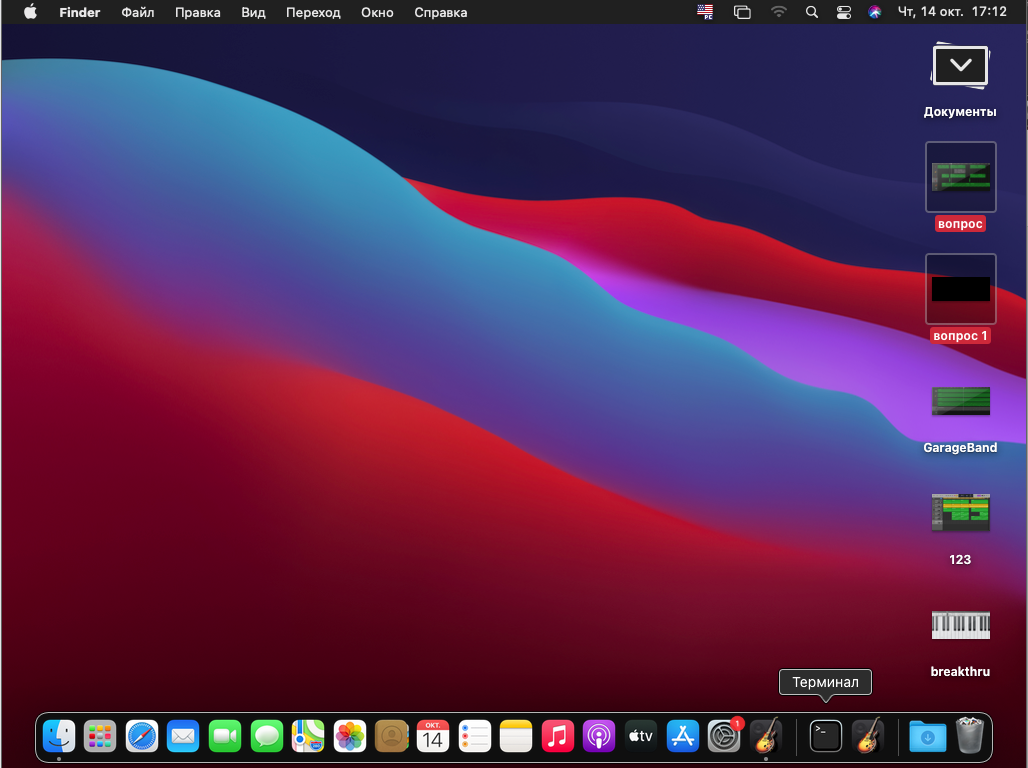 Finder Файл Правка Вид Переход Окно Справка Чт, 14 окт. 17:12
Документы
вопрос
вопрос 1
GarageBand
123
breakthru
Терминал
ОКТ.
14
tv
1
>_